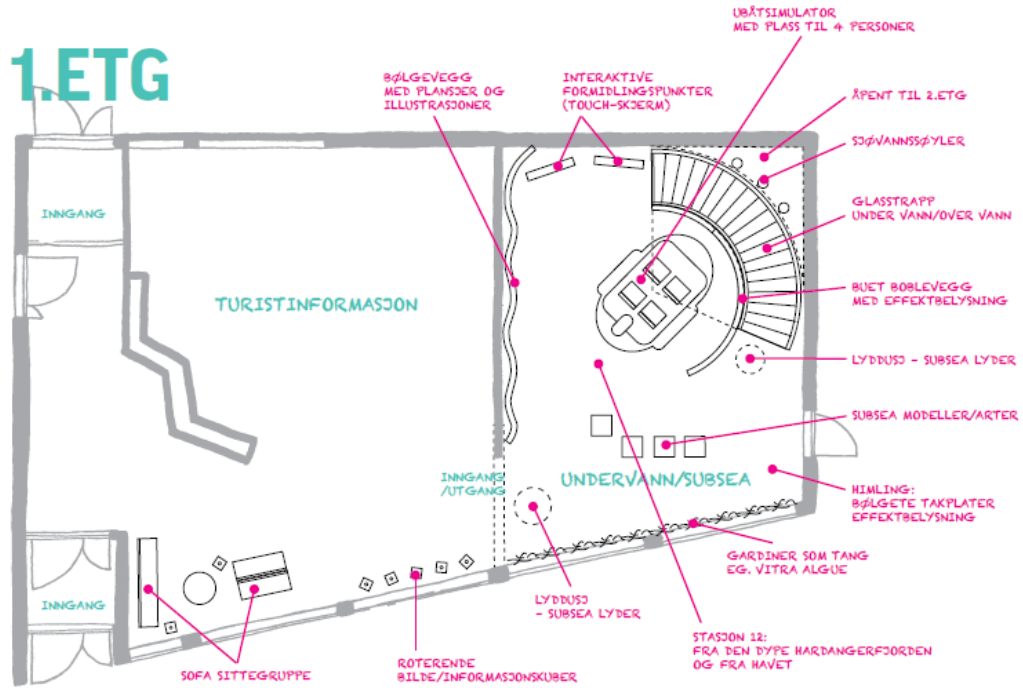 1.ETG
UBÅTSIMULATOR
MED PLASS TIL 4 PERSONER
BØLGEVEGG
MED PLANSJER OG
ILLUSTRASJONER
INTERAKTIVE
FORMIDLINGSPUNKTER
(TOUCH-SKJERM)
ÅPENT TIL 2.ETG
SJØVANNSSØYLER
GLASSTRAPP
UNDER VANN/OVER VANN
INNGANG
TURISTINFORMASJON
BUET BOBLEVEGG
MED EFFEKTBELYSNING
LYDDUSJ - SUBSEA LYDER
SUBSEA MODELLER/ARTER
INNGANG
/UTGANG
UNDERVANN/SUBSEA
HIMLING:
BØLGETE TAKPLATER
EFFEKTBELYSNING
GARDINER SOM TANG
EG. VITRA ALGUE
INNGANG
LYDDUSJ
- SUBSEA LYDER
STASJON 12:
FRA DEN DYPE HARDANGERFJORDEN
OG FRA HAVET
SOFA SITTEGRUPPE
ROTERENDE
BILDE/INFORMASJONSKUBER